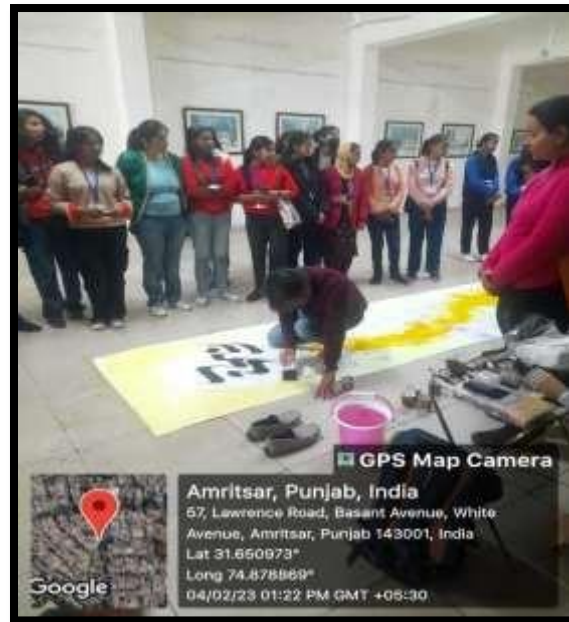 GPS Map Camera
Amritsar, Punjab, India
57, Lawrence Road, Basant Avenue, White
Avenue, Amritsar, Punjab 143001, India
Lat 31.650973°
Long 74.878869°
04/02/23 01:22 PM GMT +05:30
Google